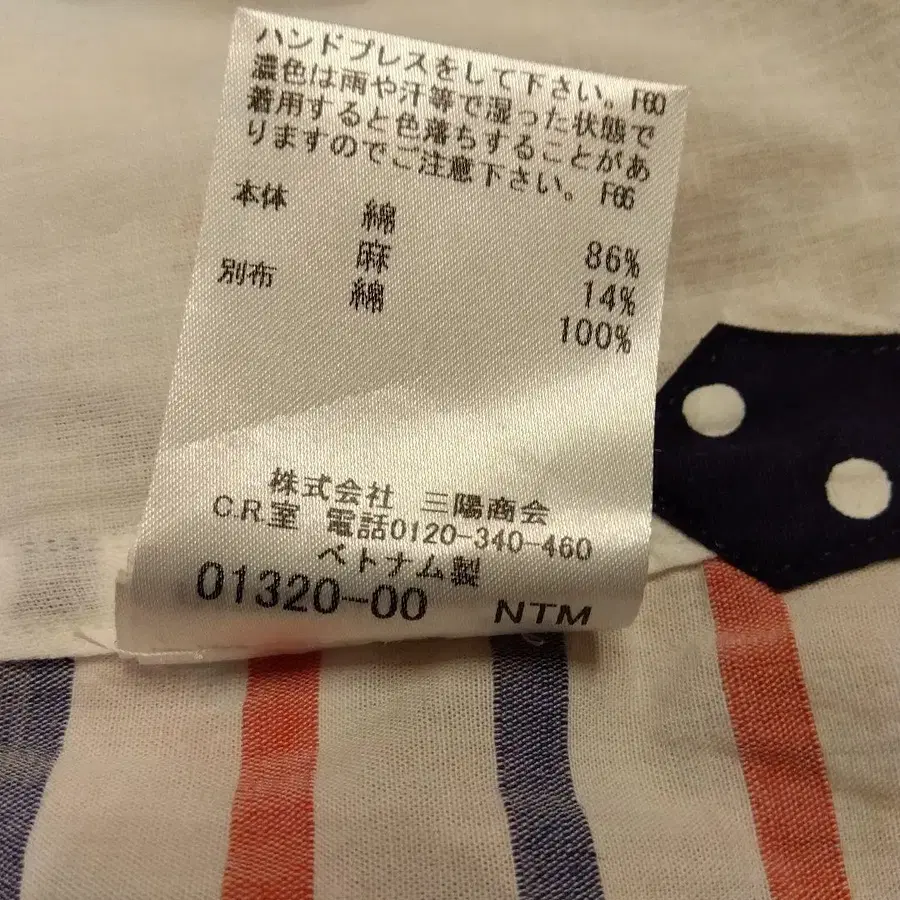 ハンドプレスをして下さい。F60
濃色は雨や汗等で湿った状態で
着用すると色落ちすることがあ
りますのでご注意下さい。 F66
本体 綿 86%
麻 14%
別布 綿 100%
株式会社 三陽商会
C.R.室 電話0120-340-460
ベトナム製
01320-00 NTM